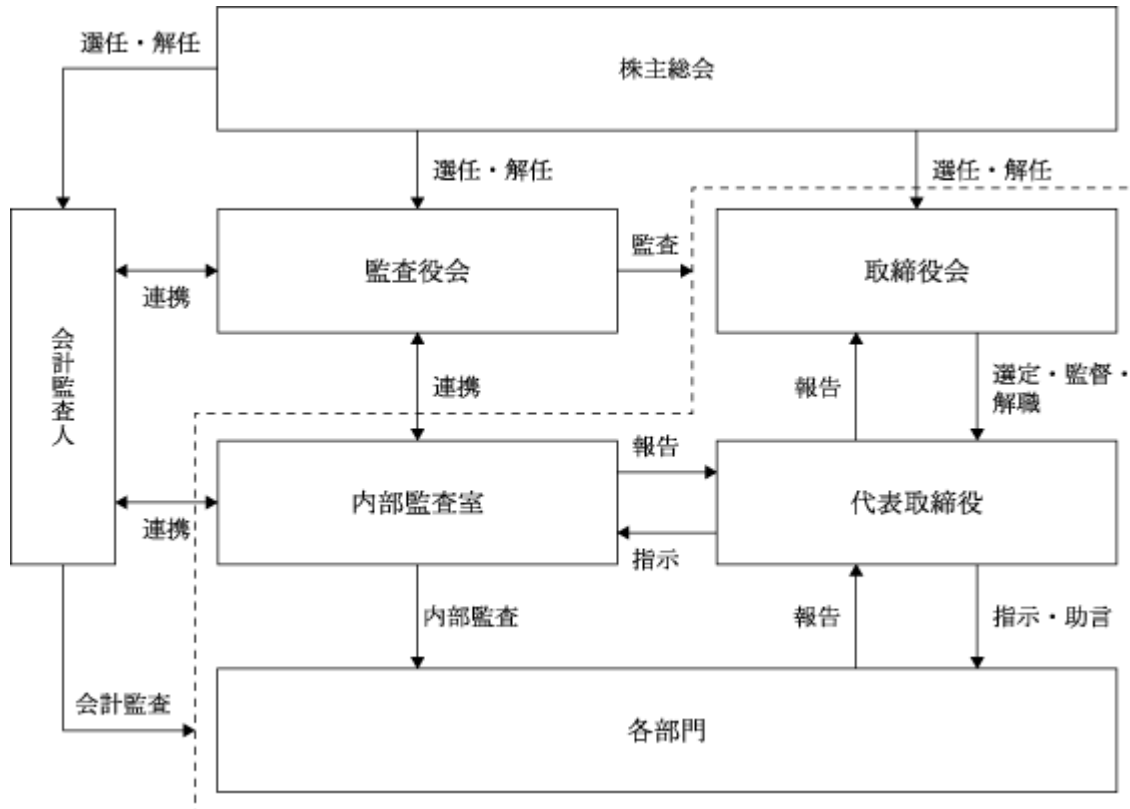 選任・解任
株主総会
選任・解任
選任・解任
監査役会
監査
取締役会
連携
会計監査人
連携
報告
選定・監督・
解職
内部監査室
報告
代表取締役
連携
指示
内部監査
報告
指示・助言
会計監査
各部門